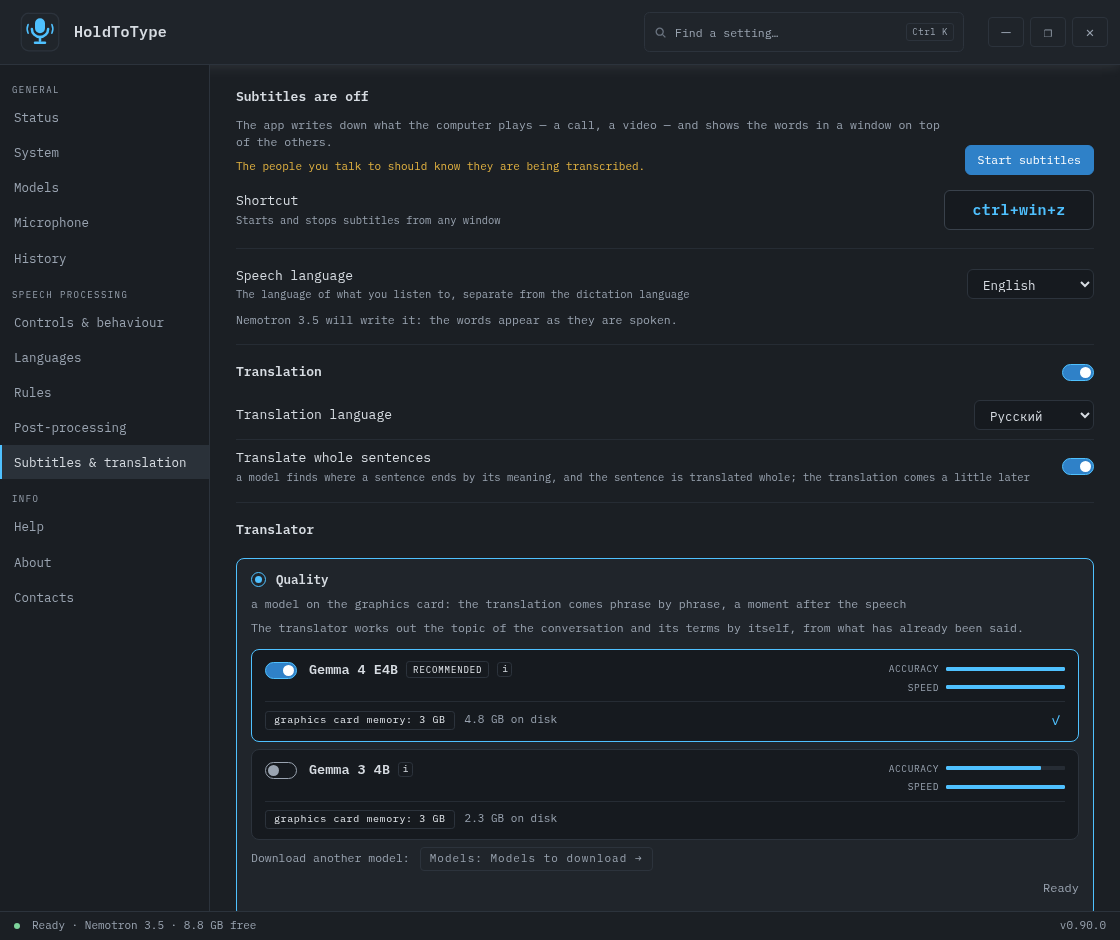 HoldToType
Find a setting…
Ctrl K
GENERAL
Status
System
Models
Microphone
History
SPEECH PROCESSING
Controls & behaviour
Languages
Rules
Post-processing
Subtitles & translation
INFO
Help
About
Contacts
Subtitles are off
The app writes down what the computer plays — a call, a video — and shows the words in a window on top
of the others.
The people you talk to should know they are being transcribed.
Start subtitles
Shortcut
Starts and stops subtitles from any window
ctrl+win+z
Speech language
The language of what you listen to, separate from the dictation language
English
Nemotron 3.5 will write it: the words appear as they are spoken.
Translation
Translation language
Русский
Translate whole sentences
a model finds where a sentence ends by its meaning, and the sentence is translated whole; the translation comes a little later
Translator
Quality
a model on the graphics card: the translation comes phrase by phrase, a moment after the speech
The translator works out the topic of the conversation and its terms by itself, from what has already been said.
Gemma 4 E4B RECOMMENDED i
ACCURACY
SPEED
graphics card memory: 3 GB 4.8 GB on disk √
Gemma 3 4B i
ACCURACY
SPEED
graphics card memory: 3 GB 2.3 GB on disk
Download another model: Models: Models to download →
Ready
Ready · Nemotron 3.5 · 8.8 GB free
v0.90.0